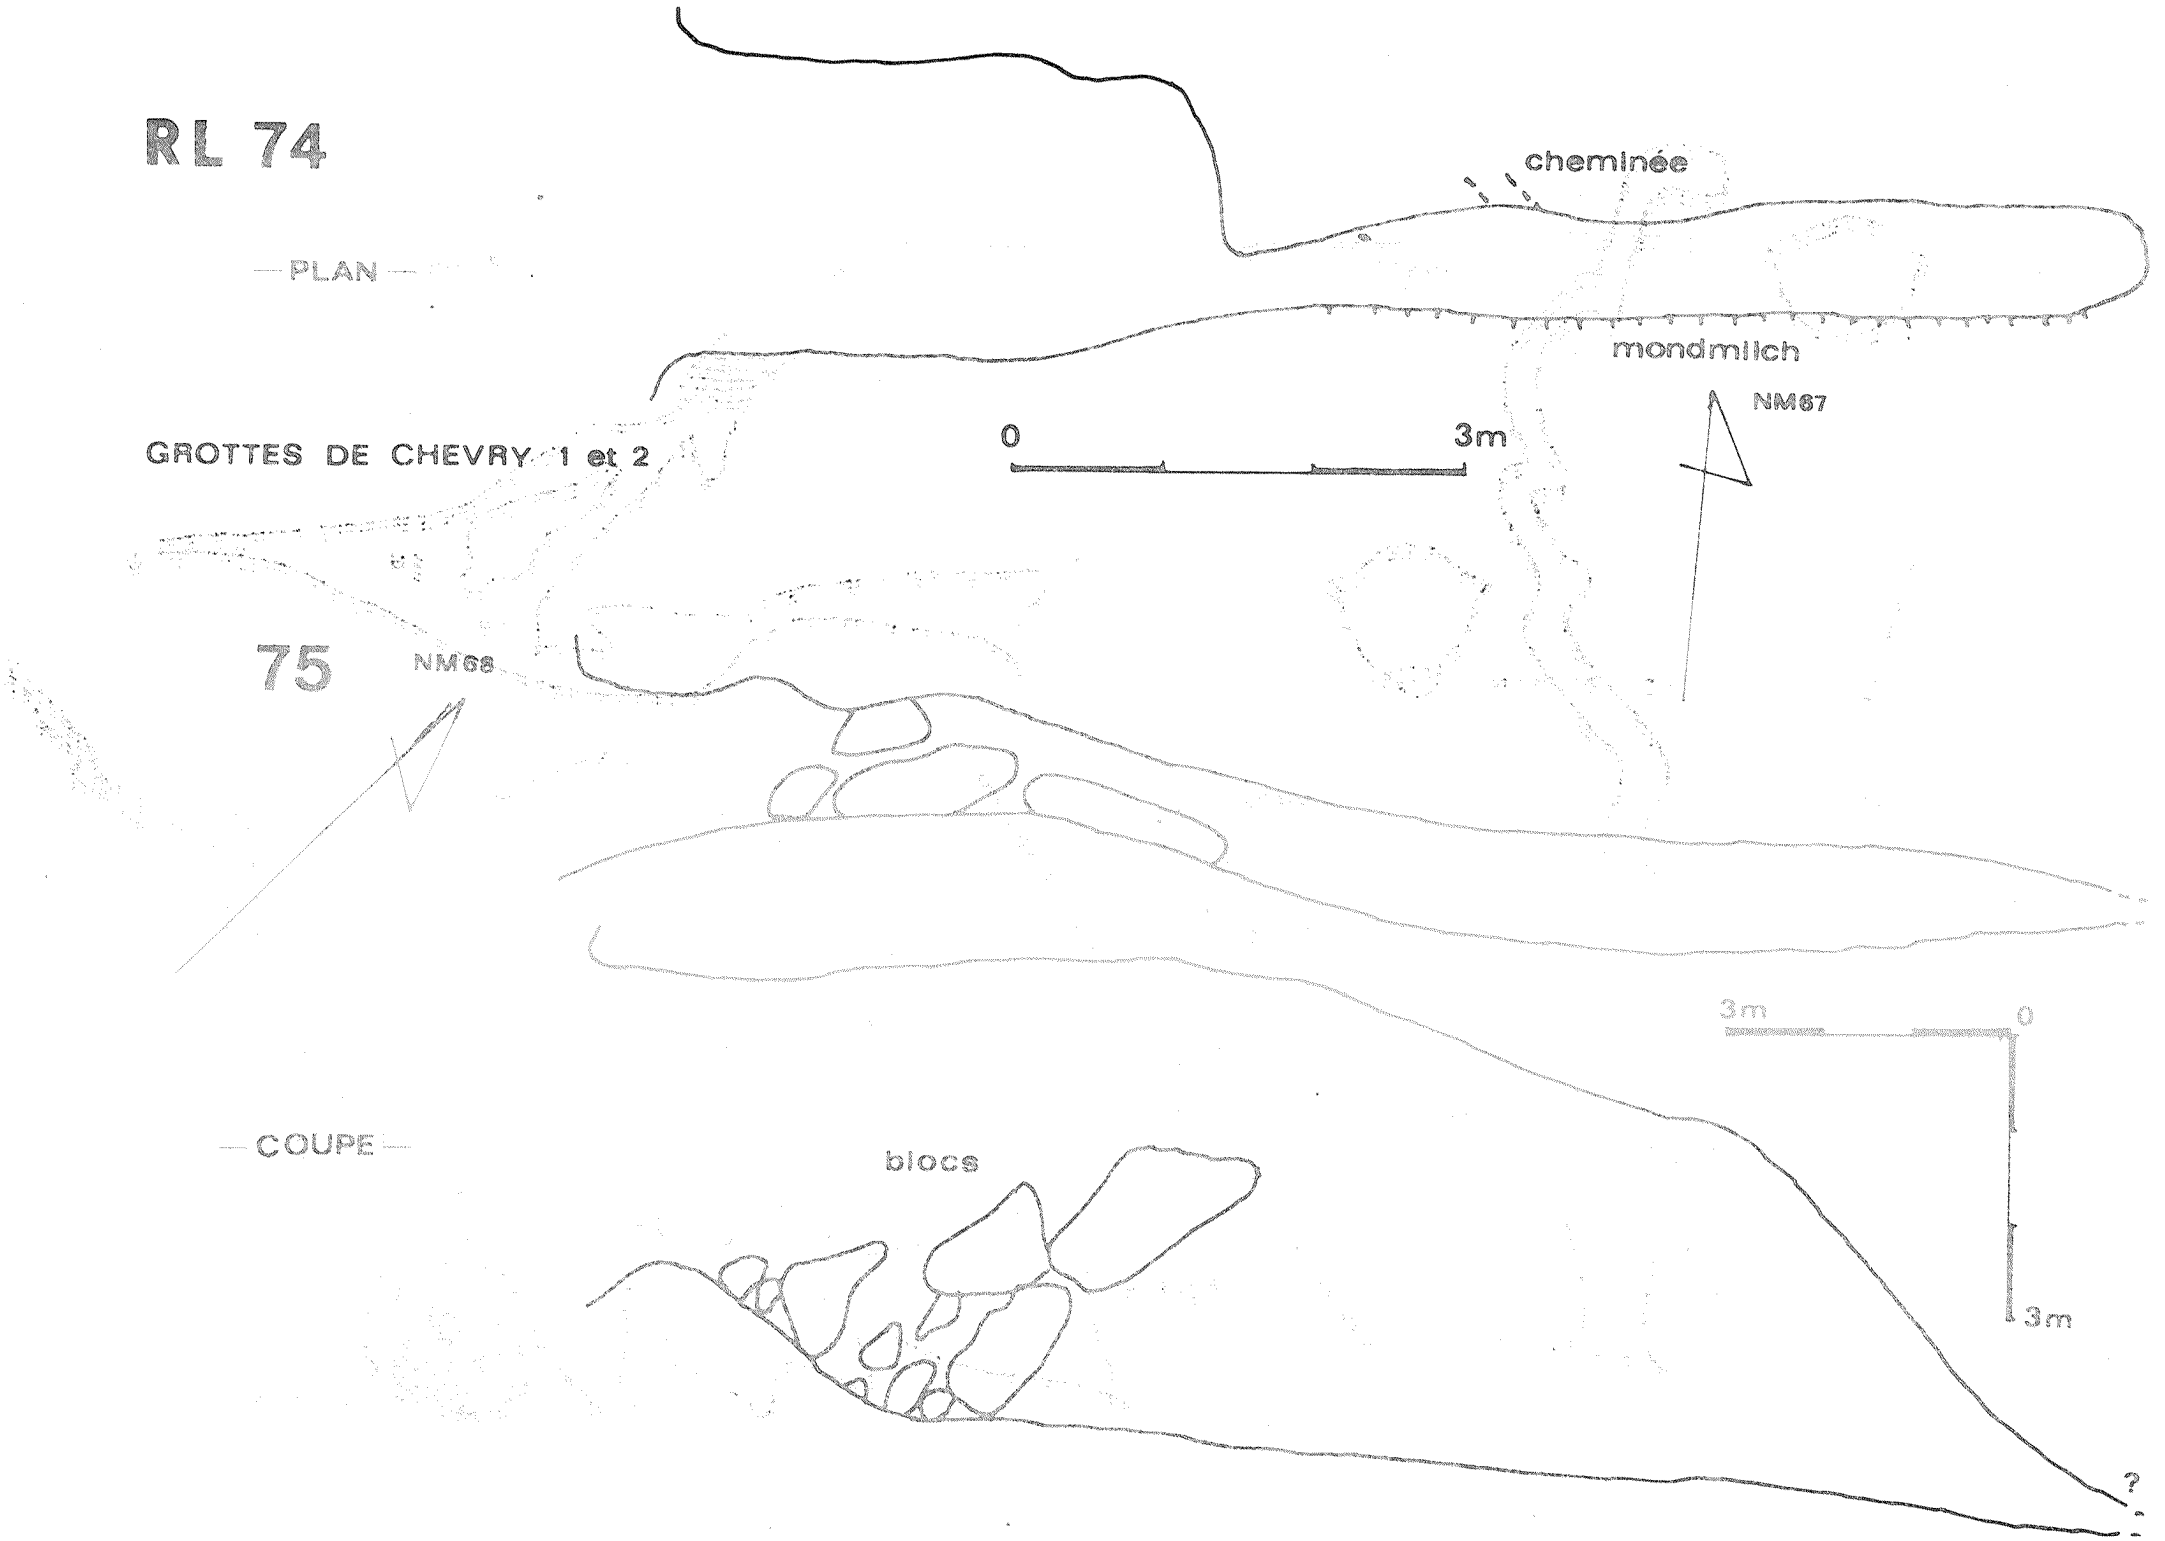 RL 74
cheminée
— PLAN —
mondmilch
NM67
0 3m
GROTTES DE CHEVRY 1 et 2
75
NM68
3m 0
3m
— COUPE —
blocs
?